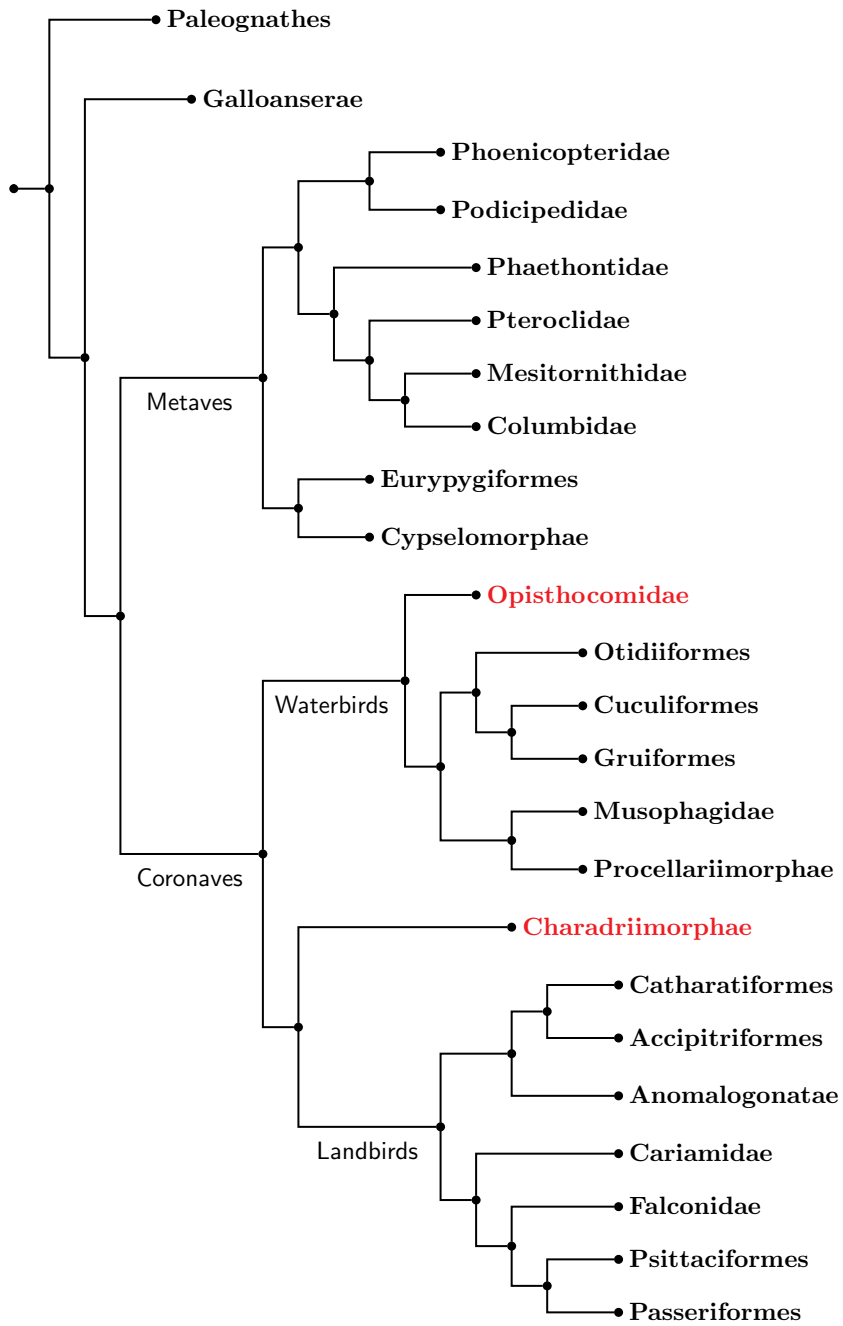 Paleognathes
Galloanserae
Phoenicopteridae
Podicipedidae
Phaethontidae
Pteroclidae
Mesitornithidae
Metaves
Columbidae
Eurypygiformes
Cypselomorphae
Opisthocomidae
Otidiiformes
Waterbirds
Cuculiformes
Gruiformes
Musophagidae
Procellariimorphae
Coronaves
Charadriimorphae
Catharatiformes
Accipitriformes
Anomalogonatae
Landbirds
Cariamidae
Falconidae
Psittaciformes
Passeriformes